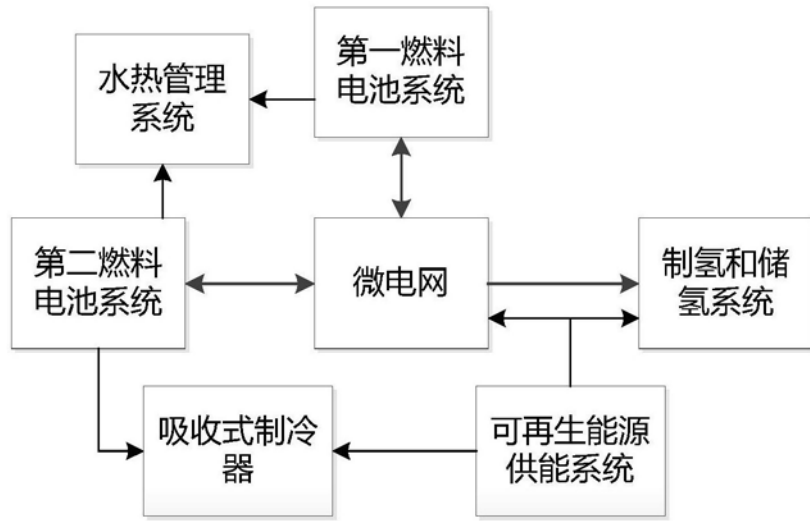 第一燃料
电池系统
水热管理
系统
第二燃料
电池系统
微电网
制氢和储
氢系统
吸收式制冷
器
可再生能源
供能系统